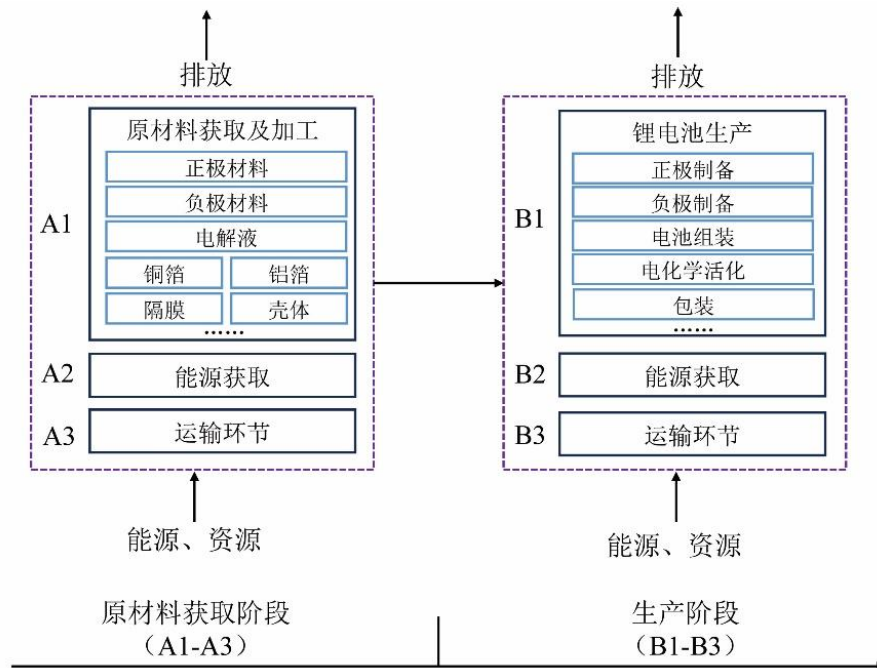 排放
原材料获取及加工
正极材料
负极材料
A1
电解液
铜箔 铝箔
隔膜 壳体
……
A2 能源获取
A3 运输环节
能源、资源
原材料获取阶段
（A1-A3）
排放
锂电池生产
正极制备
负极制备
B1
电池组装
电化学活化
包装
……
B2 能源获取
B3 运输环节
能源、资源
生产阶段
（B1-B3）